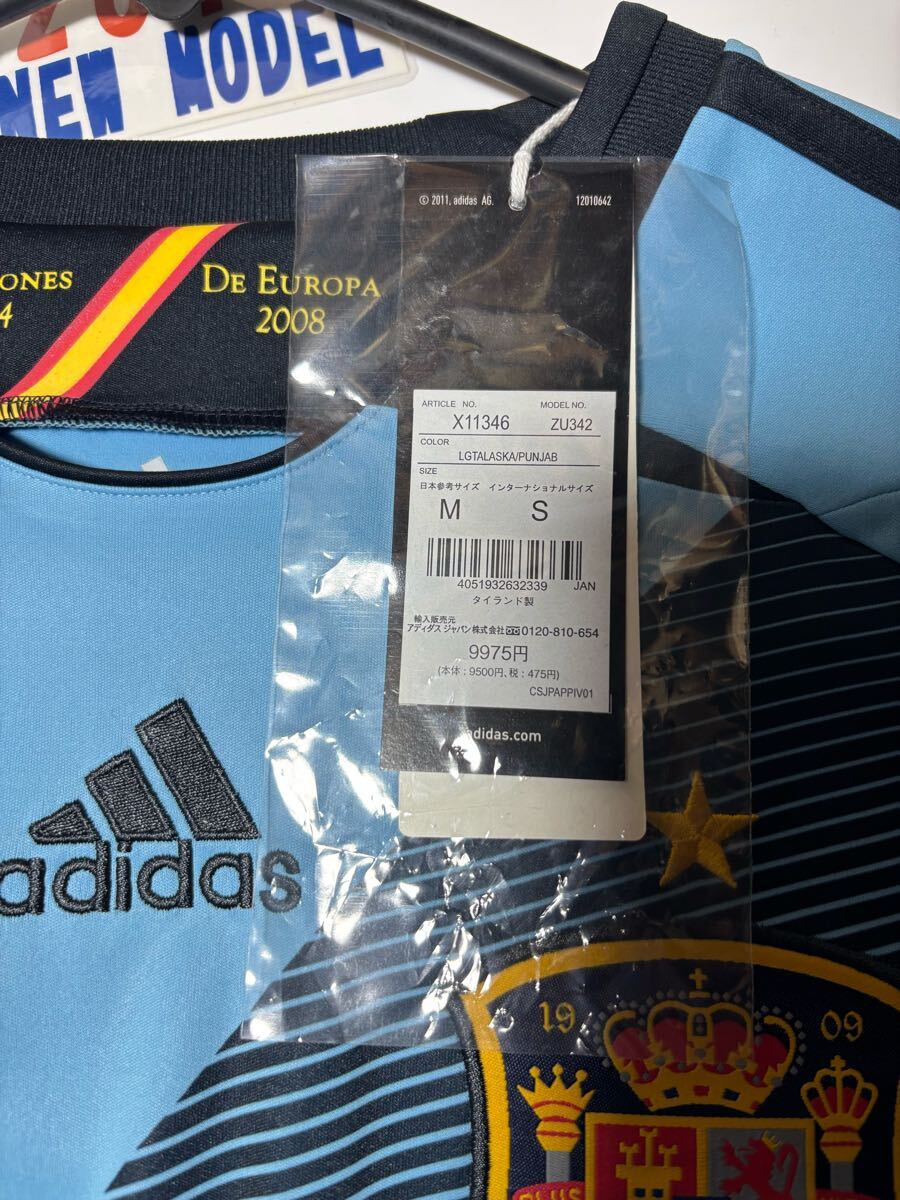 NEW MODEL
© 2011, adidas AG. 12010642
ONES
4
DE EUROPA
2008
ARTICLE NO. MODEL NO.
X11346 ZU342
COLOR
LGTALASKA/PUNJAB
SIZE
日本参考サイズ インターナショナルサイズ
M S
4051932632339 JAN
タイランド製
輸入販売元
アディダス ジャパン株式会社 0120-810-654
9975円
(本体:9500円、税:475円)
CSJPAPPIV01
adidas.com
adidas
19 09
PLUS